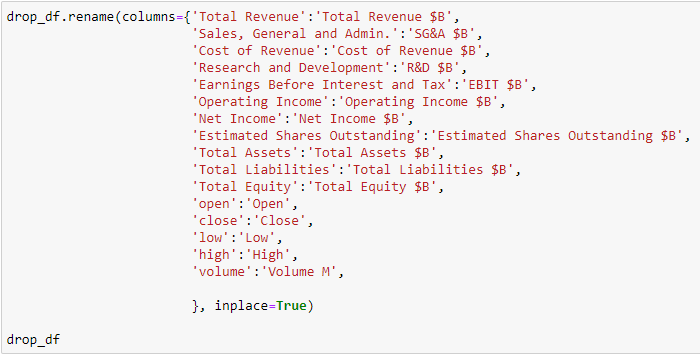 drop_df.rename(columns={'Total Revenue':'Total Revenue $B',
'Sales, General and Admin.':'SG&A $B',
'Cost of Revenue':'Cost of Revenue $B',
'Research and Development':'R&D $B',
'Earnings Before Interest and Tax':'EBIT $B',
'Operating Income':'Operating Income $B',
'Net Income':'Net Income $B',
'Estimated Shares Outstanding':'Estimated Shares Outstanding $B',
'Total Assets':'Total Assets $B',
'Total Liabilities':'Total Liabilities $B',
'Total Equity':'Total Equity $B',
'open':'Open',
'close':'Close',
'low':'Low',
'high':'High',
'volume':'Volume M',
}, inplace=True)
drop_df